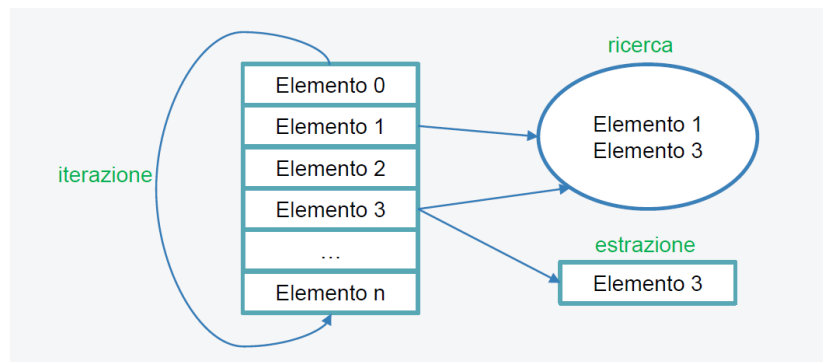 iterazione
Elemento 0
Elemento 1
Elemento 2
Elemento 3
...
Elemento n
ricerca
Elemento 1
Elemento 3
estrazione
Elemento 3